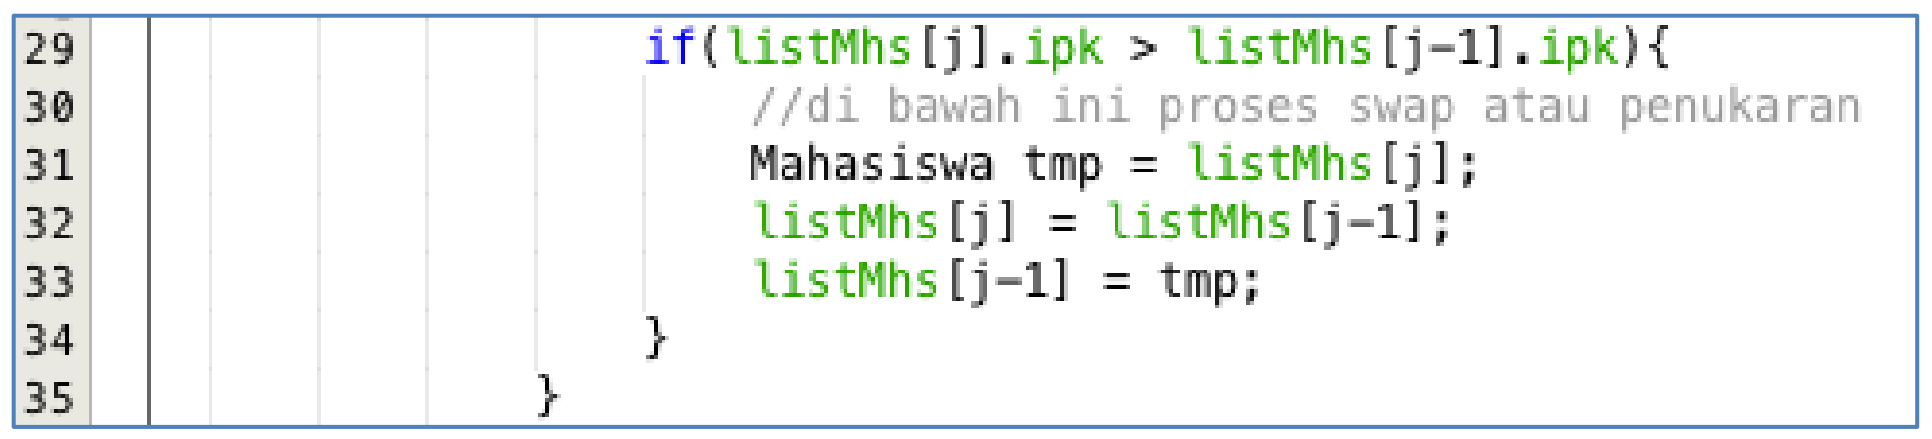 29 if(listMhs[j].ipk > listMhs[j-1].ipk){
30 //di bawah ini proses swap atau penukaran
31 Mahasiswa tmp = listMhs[j];
32 listMhs[j] = listMhs[j-1];
33 listMhs[j-1] = tmp;
34 }
35 }